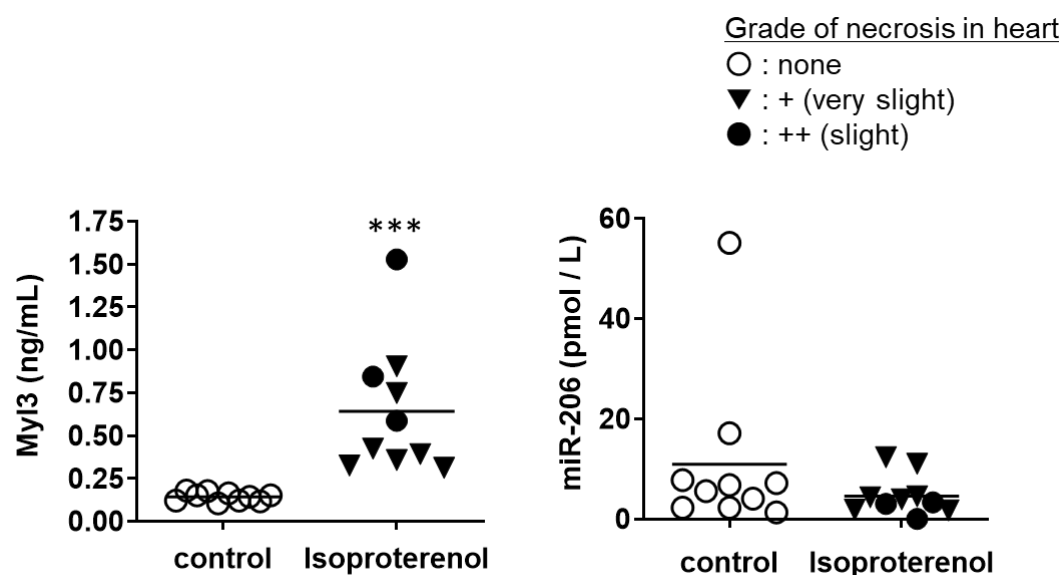 Grade of necrosis in heart
: none
: + (very slight)
: ++ (slight)
Myl3 (ng/mL)
1.75
1.50
1.25
1.00
0.75
0.50
0.25
0.00
***
control
Isoproterenol
miR-206 (pmol / L)
60
40
20
0
control
Isoproterenol